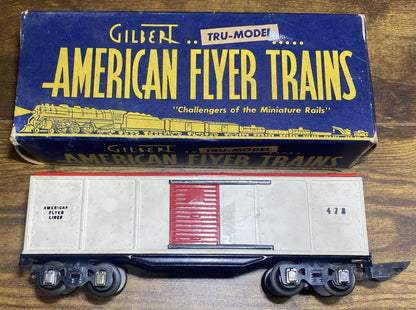 GILBERT .. TRU-MODEL .....
AMERICAN FLYER TRAINS
"Challengers of the Miniature Rails"
GILBERT .. TRU-MODEL
AMERICAN FLYER TRAINS
AMERICAN
FLYER
LINES
478